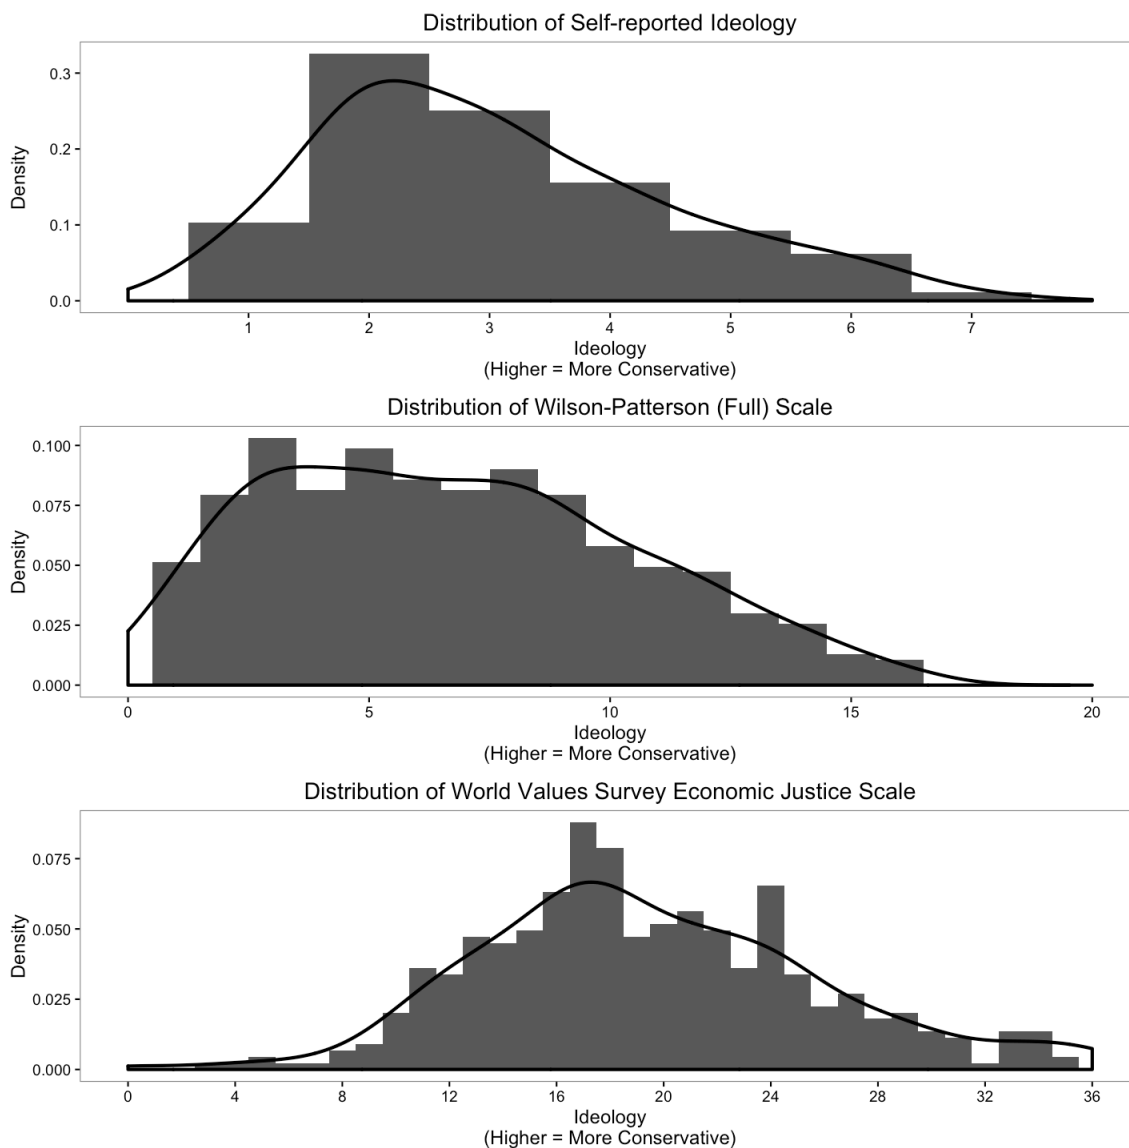 Distribution of Self-reported Ideology
Density
0.3
0.2
0.1
0.0
1 2 3 4 5 6 7
Ideology
(Higher = More Conservative)
Distribution of Wilson-Patterson (Full) Scale
Density
0.100
0.075
0.050
0.025
0.000
0 5 10 15 20
Ideology
(Higher = More Conservative)
Distribution of World Values Survey Economic Justice Scale
Density
0.075
0.050
0.025
0.000
0 4 8 12 16 20 24 28 32 36
Ideology
(Higher = More Conservative)